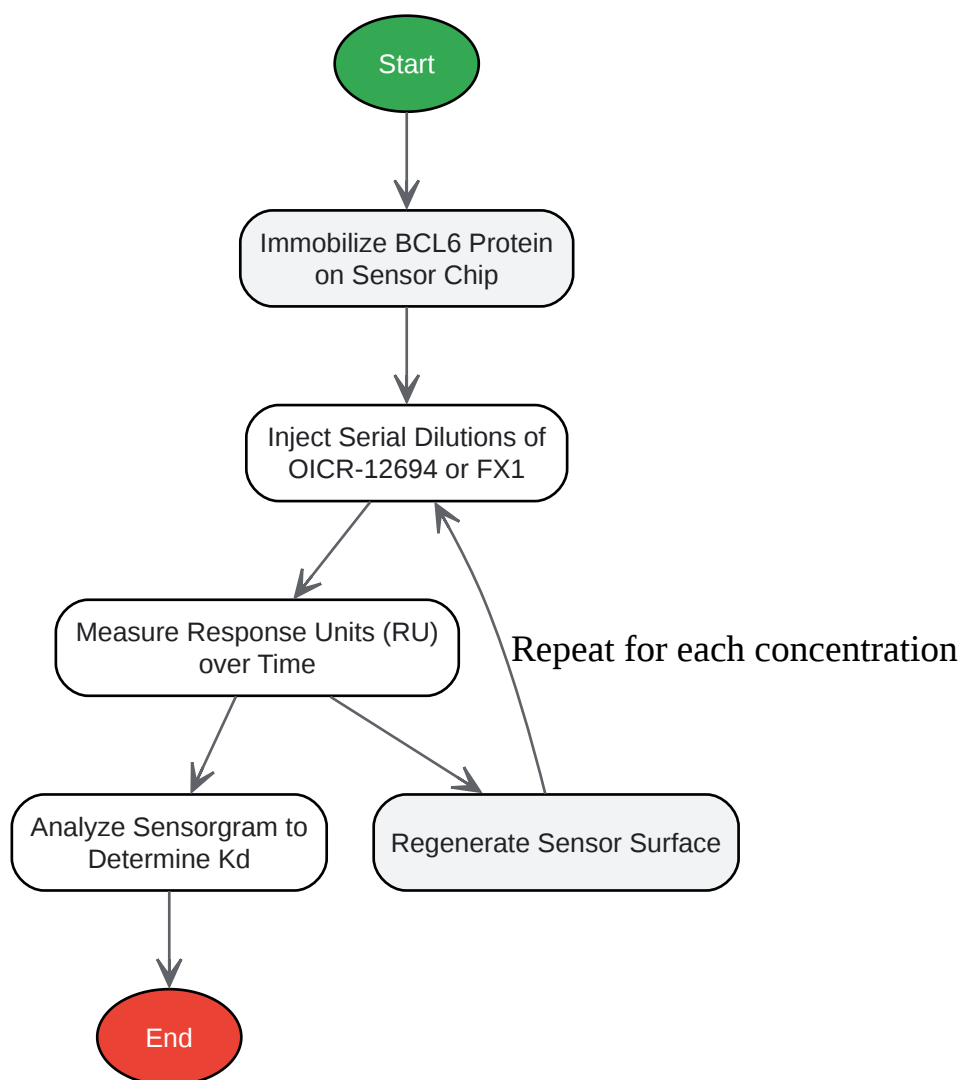 Start
Immobilize BCL6 Protein
on Sensor Chip
Inject Serial Dilutions of
OICR-12694 or FX1
Measure Response Units (RU)
over Time
Repeat for each concentration
Analyze Sensorgram to
Determine Kd
Regenerate Sensor Surface
End